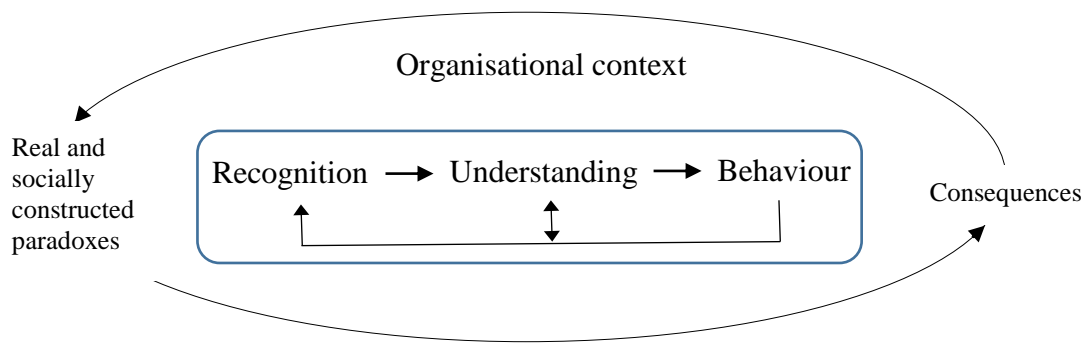 Organisational context
Real and
socially
constructed
paradoxes
Recognition
Understanding
Behaviour
Consequences